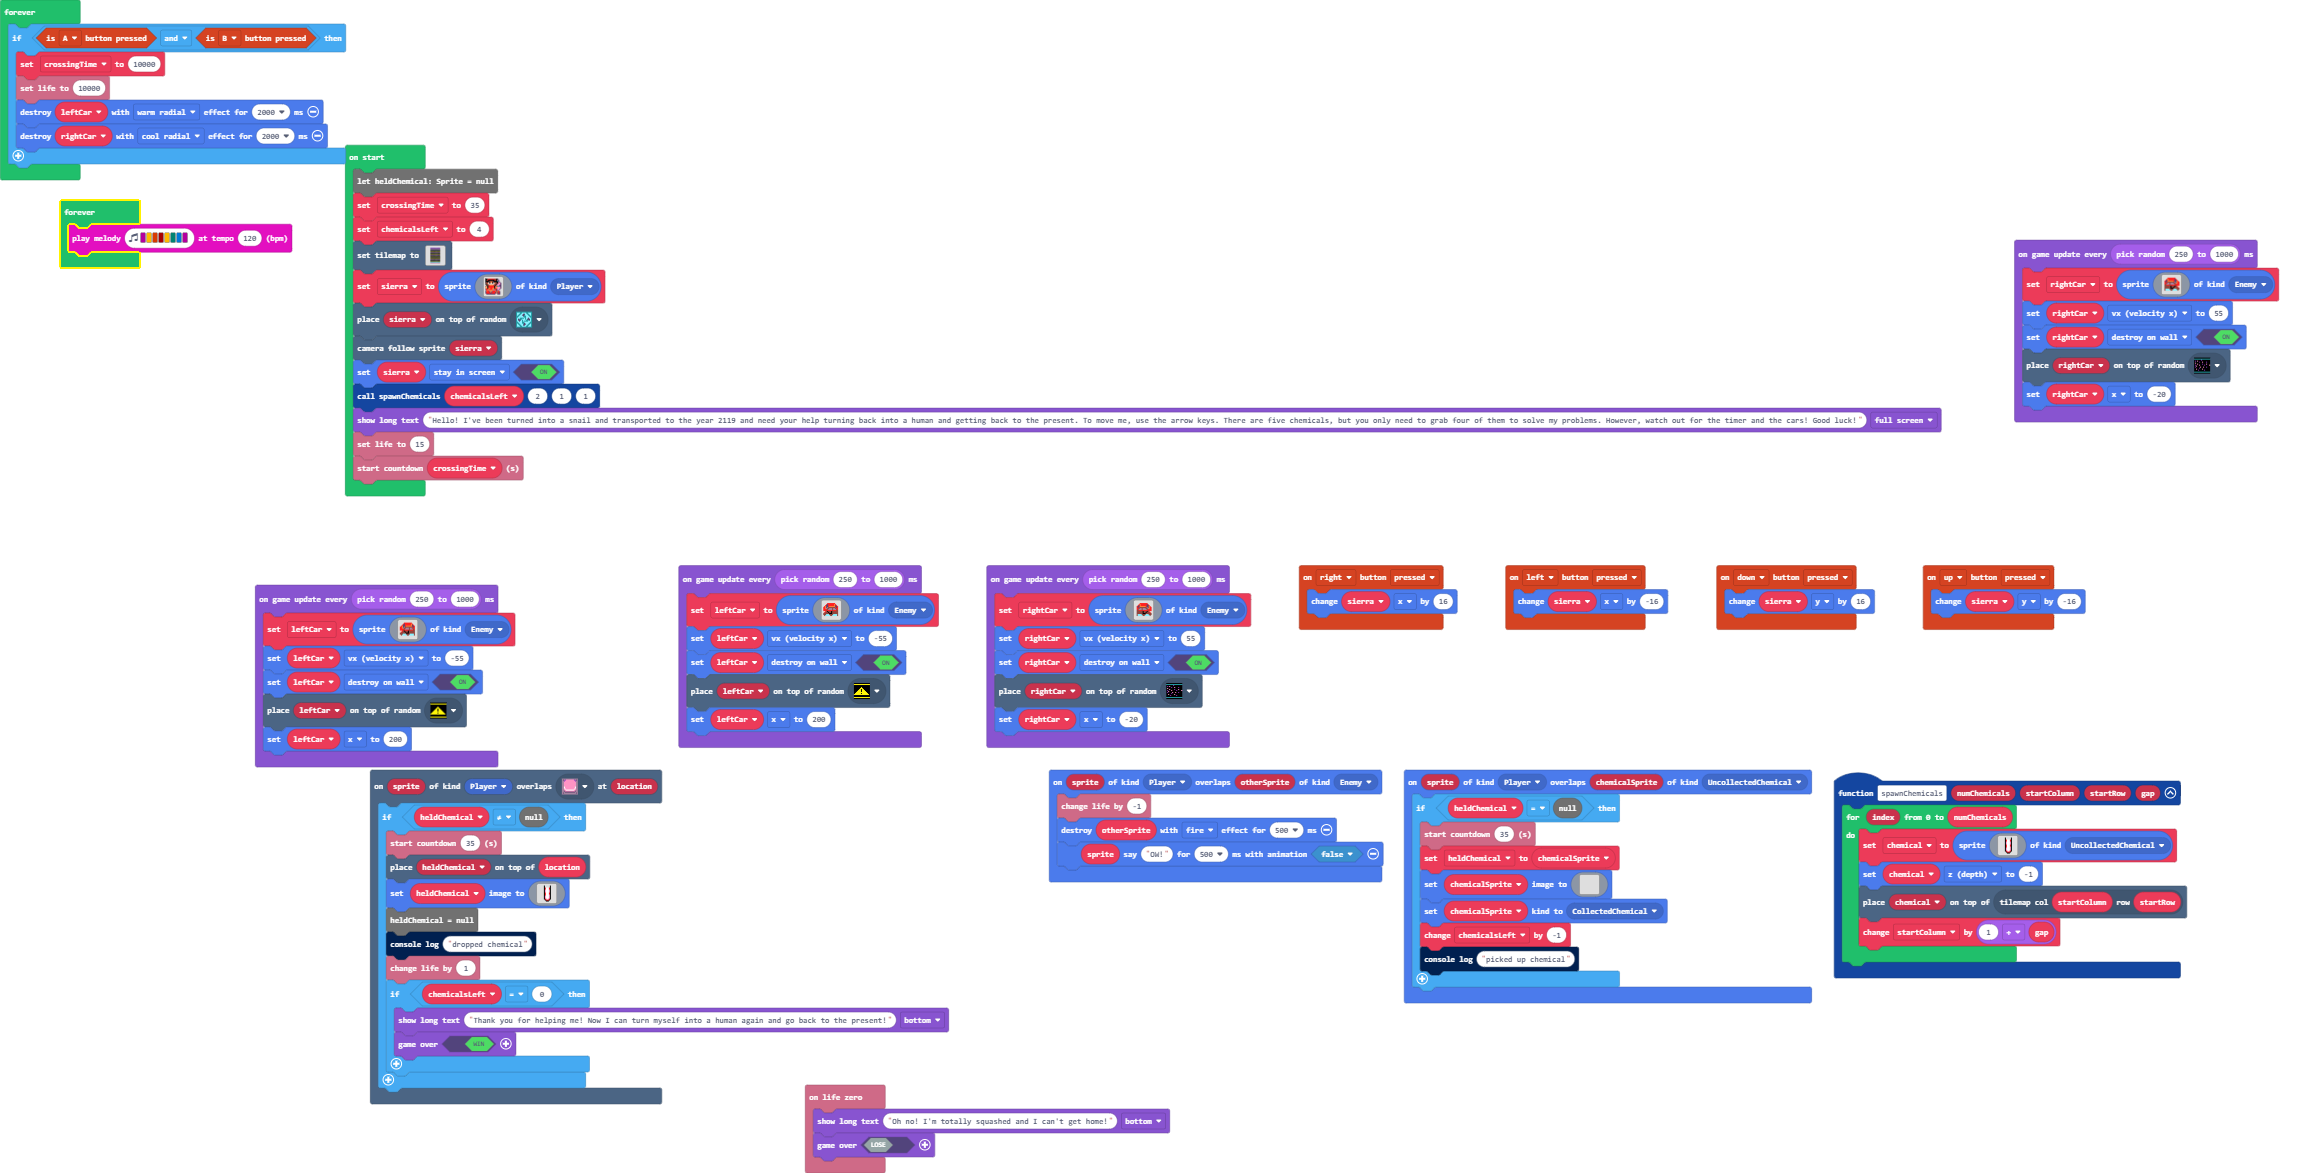 forever
if is A button pressed and is B button pressed then
set crossingTime to 10000
set life to 10000
destroy leftCar with warm radial effect for 2000 ms
destroy rightCar with cool radial effect for 2000 ms
forever
play melody at tempo 120 (bpm)
on start
let heldChemical: Sprite = null
set crossingTime to 35
set chemicalsLeft to 4
set tilemap to
set sierra to sprite of kind Player
place sierra on top of random
camera follow sprite sierra
set sierra stay in screen ON
call spawnChemicals chemicalsLeft 2 1 1
show long text "Hello! I've been turned into a snail and transported to the year 2119 and need your help turning back into a human and getting back to the present. To move me, use the arrow keys. There are five chemicals, but you only need to grab four of them to solve my problems. However, watch out for the timer and the cars! Good luck!" full screen
set life to 15
start countdown crossingTime (s)
on game update every pick random 250 to 1000 ms
set rightCar to sprite of kind Enemy
set rightCar vx (velocity x) to 55
set rightCar destroy on wall ON
place rightCar on top of random
set rightCar x to -20
on game update every pick random 250 to 1000 ms
set leftCar to sprite of kind Enemy
set leftCar vx (velocity x) to -55
set leftCar destroy on wall ON
place leftCar on top of random
set leftCar x to 200
on game update every pick random 250 to 1000 ms
set leftCar to sprite of kind Enemy
set leftCar vx (velocity x) to -55
set leftCar destroy on wall ON
place leftCar on top of random
set leftCar x to 200
on game update every pick random 250 to 1000 ms
set rightCar to sprite of kind Enemy
set rightCar vx (velocity x) to 55
set rightCar destroy on wall ON
place rightCar on top of random
set rightCar x to -20
on right button pressed
change sierra x by 16
on left button pressed
change sierra x by -16
on down button pressed
change sierra y by 16
on up button pressed
change sierra y by -16
on sprite of kind Player overlaps at location
if heldChemical ≠ null then
start countdown 35 (s)
place heldChemical on top of location
set heldChemical image to
heldChemical = null
console log "dropped chemical"
change life by 1
if chemicalsLeft = 0 then
show long text "Thank you for helping me! Now I can turn myself into a human again and go back to the present!" bottom
game over WIN
on sprite of kind Player overlaps otherSprite of kind Enemy
change life by -1
destroy otherSprite with fire effect for 500 ms
sprite say "OW!" for 500 ms with animation false
on sprite of kind Player overlaps chemicalSprite of kind UncollectedChemical
if heldChemical = null then
start countdown 35 (s)
set heldChemical to chemicalSprite
set chemicalSprite image to
set chemicalSprite kind to CollectedChemical
change chemicalsLeft by -1
console log "picked up chemical"
function spawnChemicals numChemicals startColumn startRow gap
for index from 0 to numChemicals
do
set chemical to sprite of kind UncollectedChemical
set chemical z (depth) to -1
place chemical on top of tilemap col startColumn row startRow
change startColumn by 1 + gap
on life zero
show long text "Oh no! I'm totally squashed and I can't get home!" bottom
game over LOSE